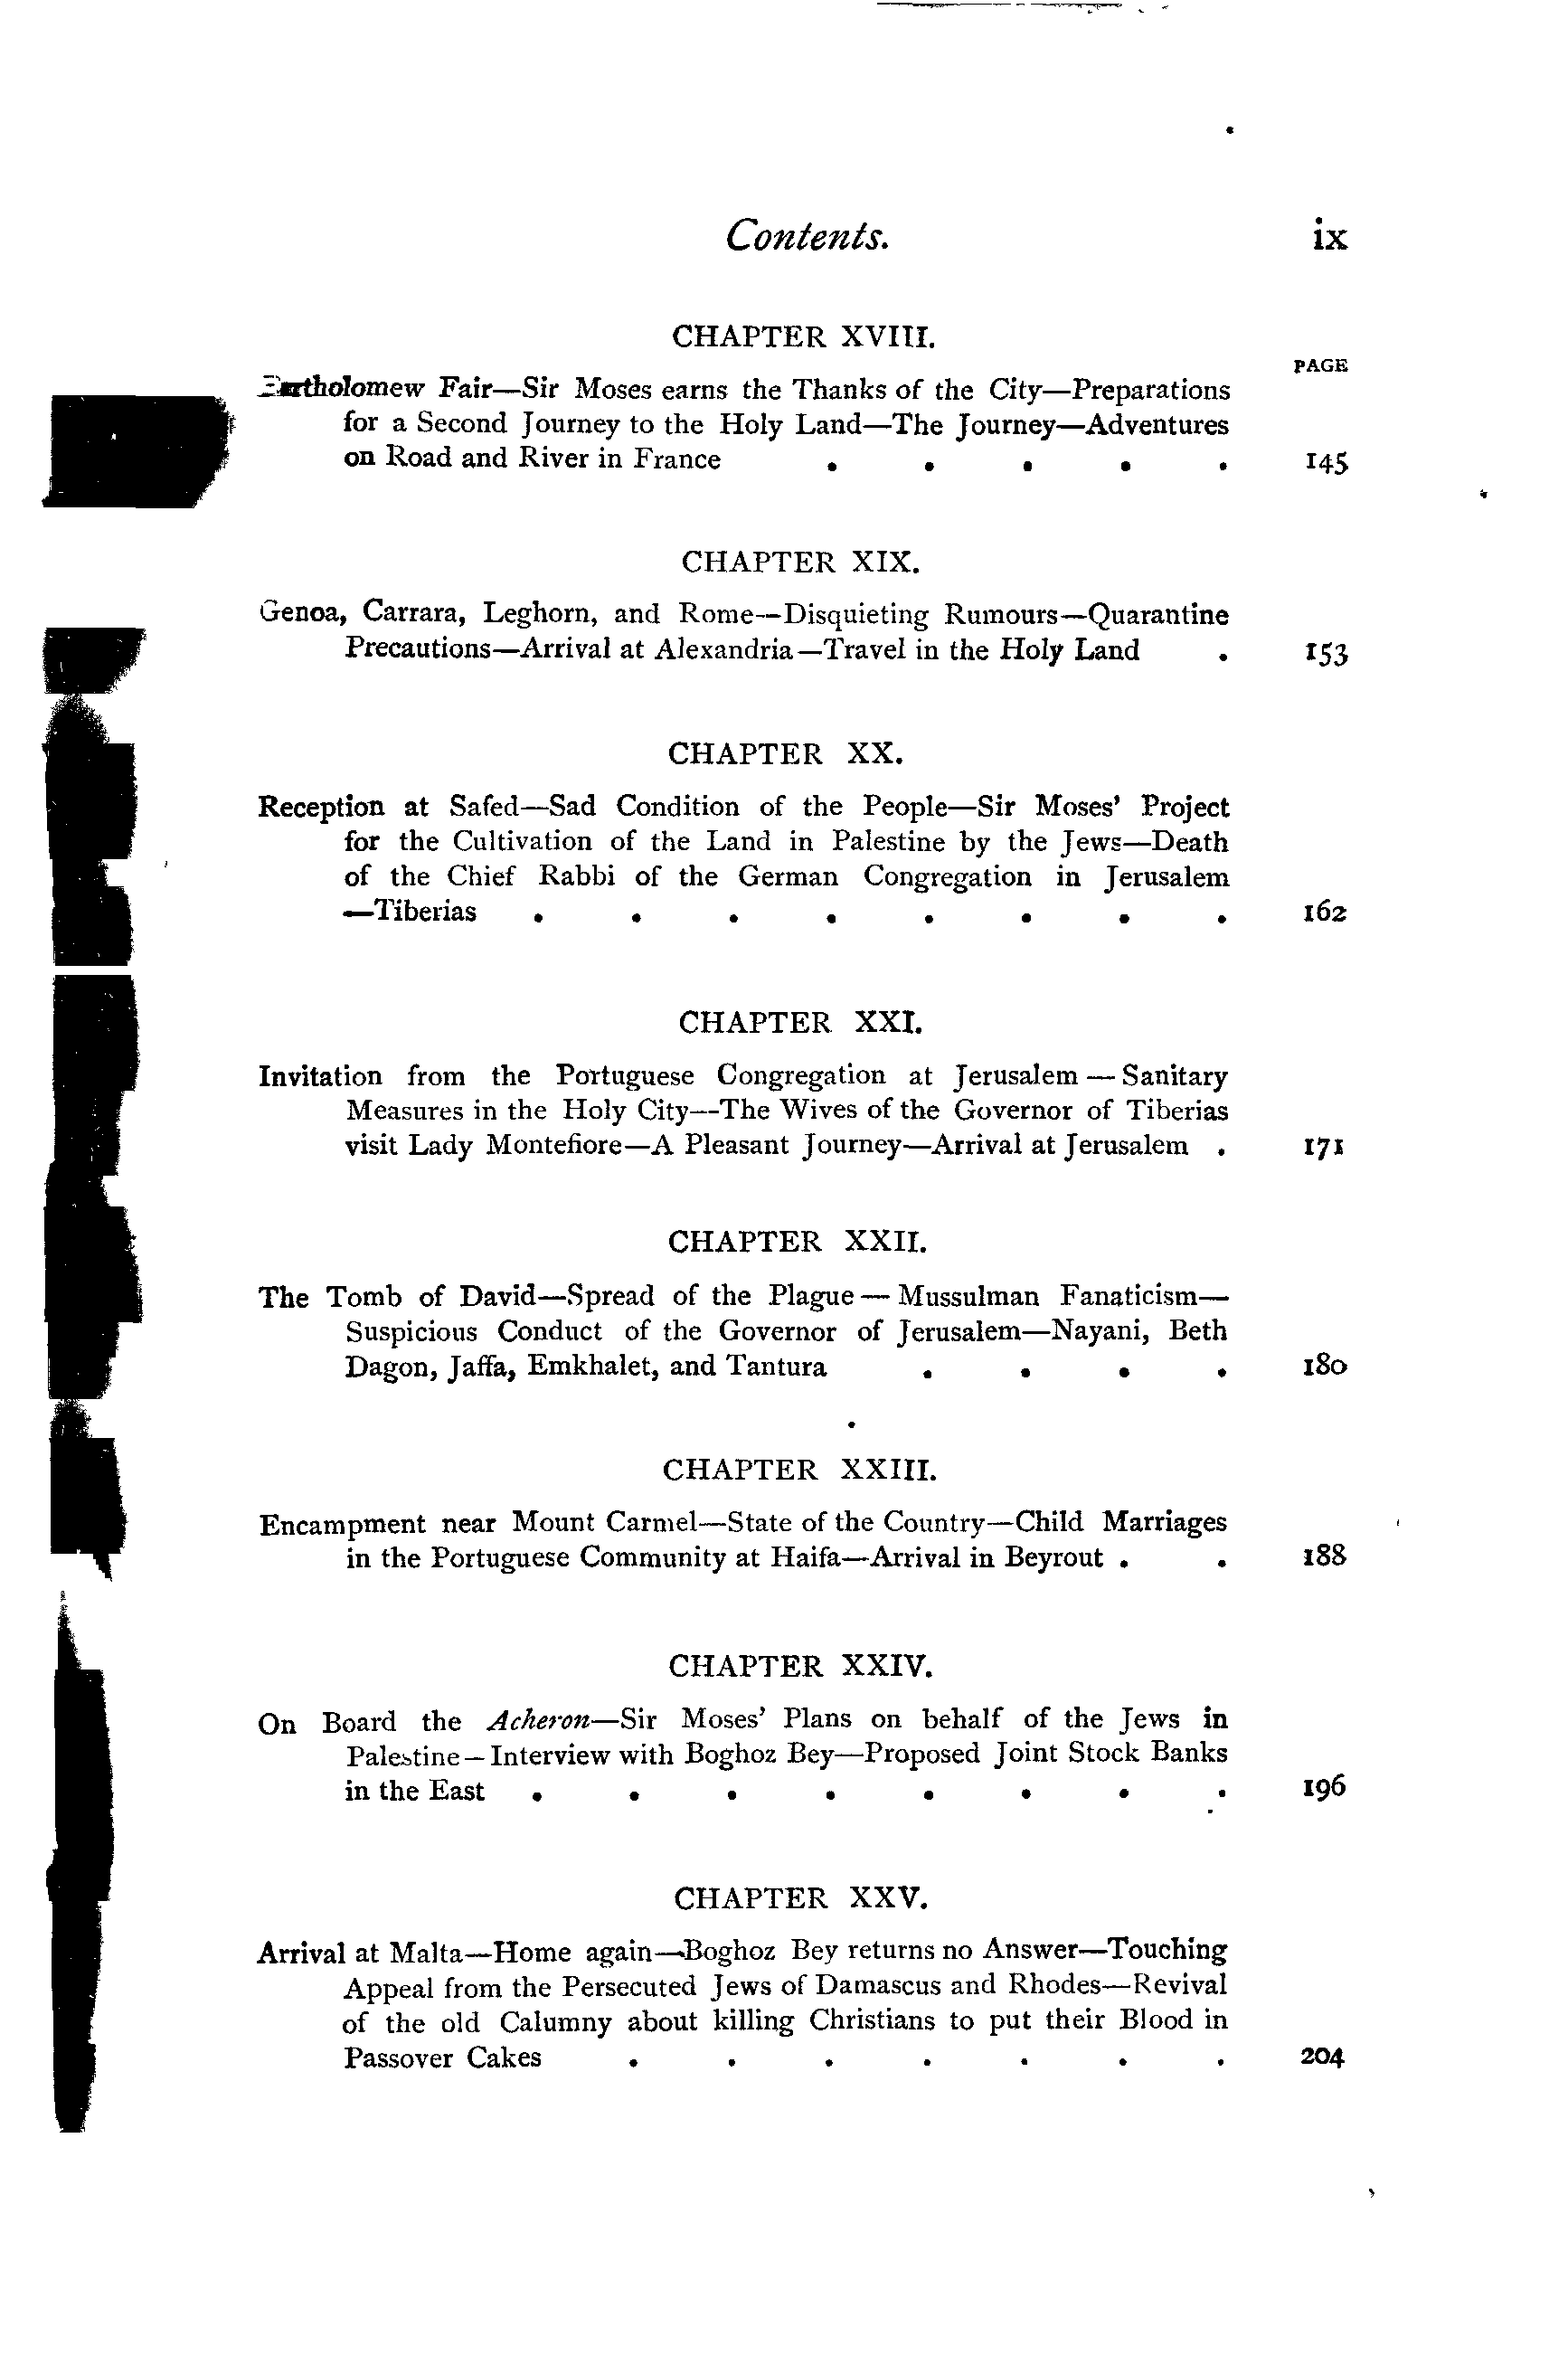 Contents. ix
CHAPTER XVIII.
PAGE
Bartholomew Fair—Sir Moses earns the Thanks of the City—Preparations
for a Second Journey to the Holy Land—The Journey—Adventures
on Road and River in France . . . . . 145
CHAPTER XIX.
Genoa, Carrara, Leghorn, and Rome—Disquieting Rumours—Quarantine
Precautions—Arrival at Alexandria—Travel in the Holy Land . 153
CHAPTER XX.
Reception at Safed—Sad Condition of the People—Sir Moses' Project
for the Cultivation of the Land in Palestine by the Jews—Death
of the Chief Rabbi of the German Congregation in Jerusalem
—Tiberias . . . . . . . . 162
CHAPTER XXI.
Invitation from the Portuguese Congregation at Jerusalem — Sanitary
Measures in the Holy City—The Wives of the Governor of Tiberias
visit Lady Montefiore—A Pleasant Journey—Arrival at Jerusalem . 171
CHAPTER XXII.
The Tomb of David—Spread of the Plague — Mussulman Fanaticism—
Suspicious Conduct of the Governor of Jerusalem—Nayani, Beth
Dagon, Jaffa, Emkhalet, and Tantura . . . . 180
CHAPTER XXIII.
Encampment near Mount Carmel—State of the Country—Child Marriages
in the Portuguese Community at Haifa—Arrival in Beyrout . . 188
CHAPTER XXIV.
On Board the Acheron—Sir Moses' Plans on behalf of the Jews in
Palestine—Interview with Boghoz Bey—Proposed Joint Stock Banks
in the East . . . . . . . . 196
CHAPTER XXV.
Arrival at Malta—Home again—Boghoz Bey returns no Answer—Touching
Appeal from the Persecuted Jews of Damascus and Rhodes—Revival
of the old Calumny about killing Christians to put their Blood in
Passover Cakes . . . . . . . 204